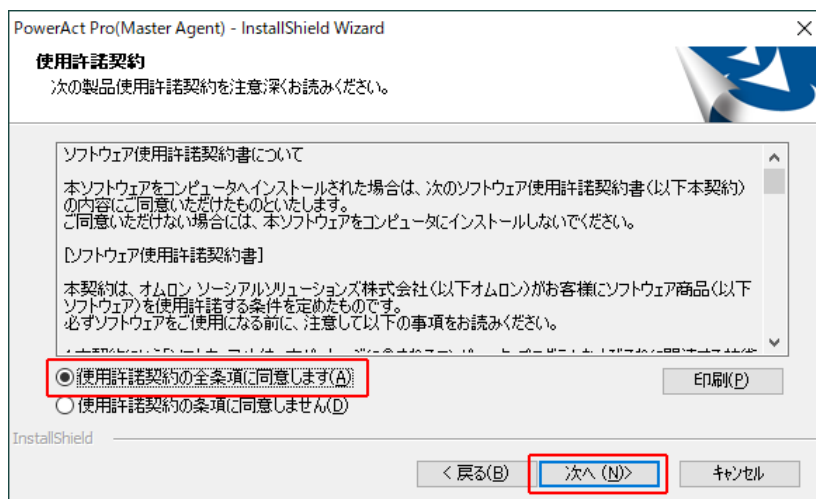 PowerAct Pro(Master Agent) - InstallShield Wizard
使用許諾契約
次の製品使用許諾契約を注意深くお読みください。
ソフトウェア使用許諾契約書について
本ソフトウェアをコンピュータへインストールされた場合は、次のソフトウェア使用許諾契約書(以下本契約)
の内容にご同意いただけたものといたします。
ご同意いただけない場合には、本ソフトウェアをコンピュータにインストールしないでください。
[ソフトウェア使用許諾契約書]
本契約は、オムロン ソーシアルソリューションズ株式会社(以下オムロン)がお客様にソフトウェア商品(以下
ソフトウェア)を使用許諾する条件を定めたものです。
必ずソフトウェアをご使用になる前に、注意して以下の事項をお読みください。
使用許諾契約の全条項に同意します(A)
印刷(P)
使用許諾契約の条項に同意しません(D)
InstallShield
< 戻る(B)
次へ (N)>
キャンセル